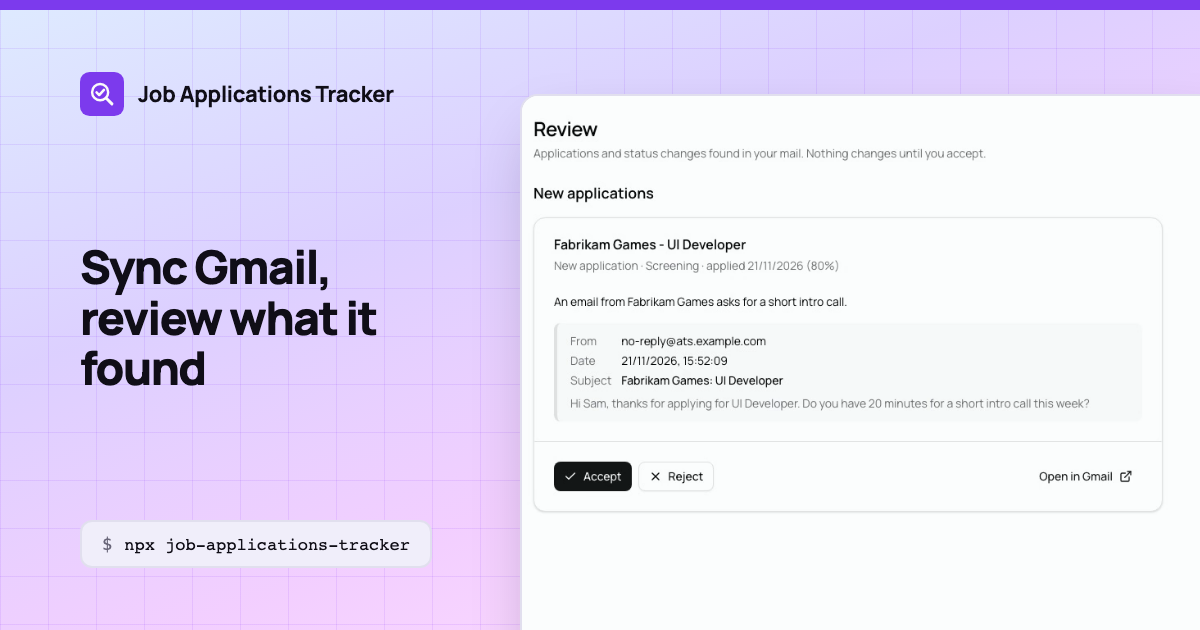 Job Applications Tracker
Sync Gmail,
review what it
found
$ npx job-applications-tracker
Review
Applications and status changes found in your mail. Nothing changes until you accept.
New applications
Fabrikam Games - UI Developer
New application · Screening · applied 21/11/2026 (80%)
An email from Fabrikam Games asks for a short intro call.
From no-reply@ats.example.com
Date 21/11/2026, 15:52:09
Subject Fabrikam Games: UI Developer
Hi Sam, thanks for applying for UI Developer. Do you have 20 minutes for a short intro call this week?
Accept Reject Open in Gmail